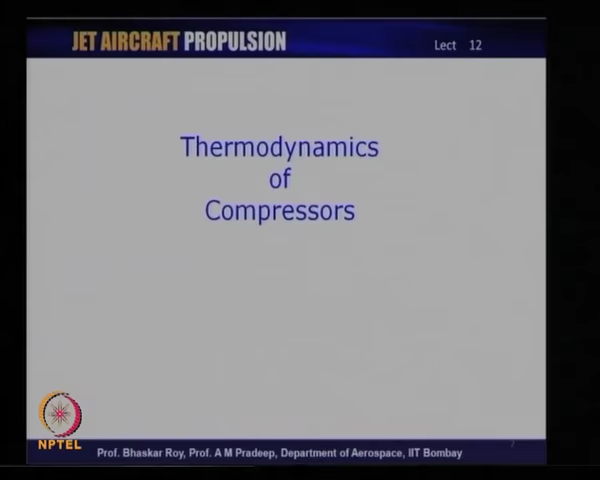 JET AIRCRAFT PROPULSION
Lect 12
Thermodynamics
of
Compressors
NPTEL
Prof. Bhaskar Roy, Prof. A M Pradeep, Department of Aerospace, IIT Bombay